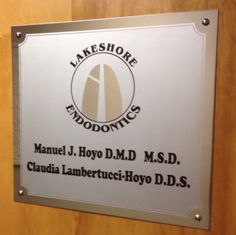 LAKESHORE
ENDODONTICS
Manuel J. Hoyo D.M.D M.S.D.
Claudia Lambertucci-Hoyo D.D.S.